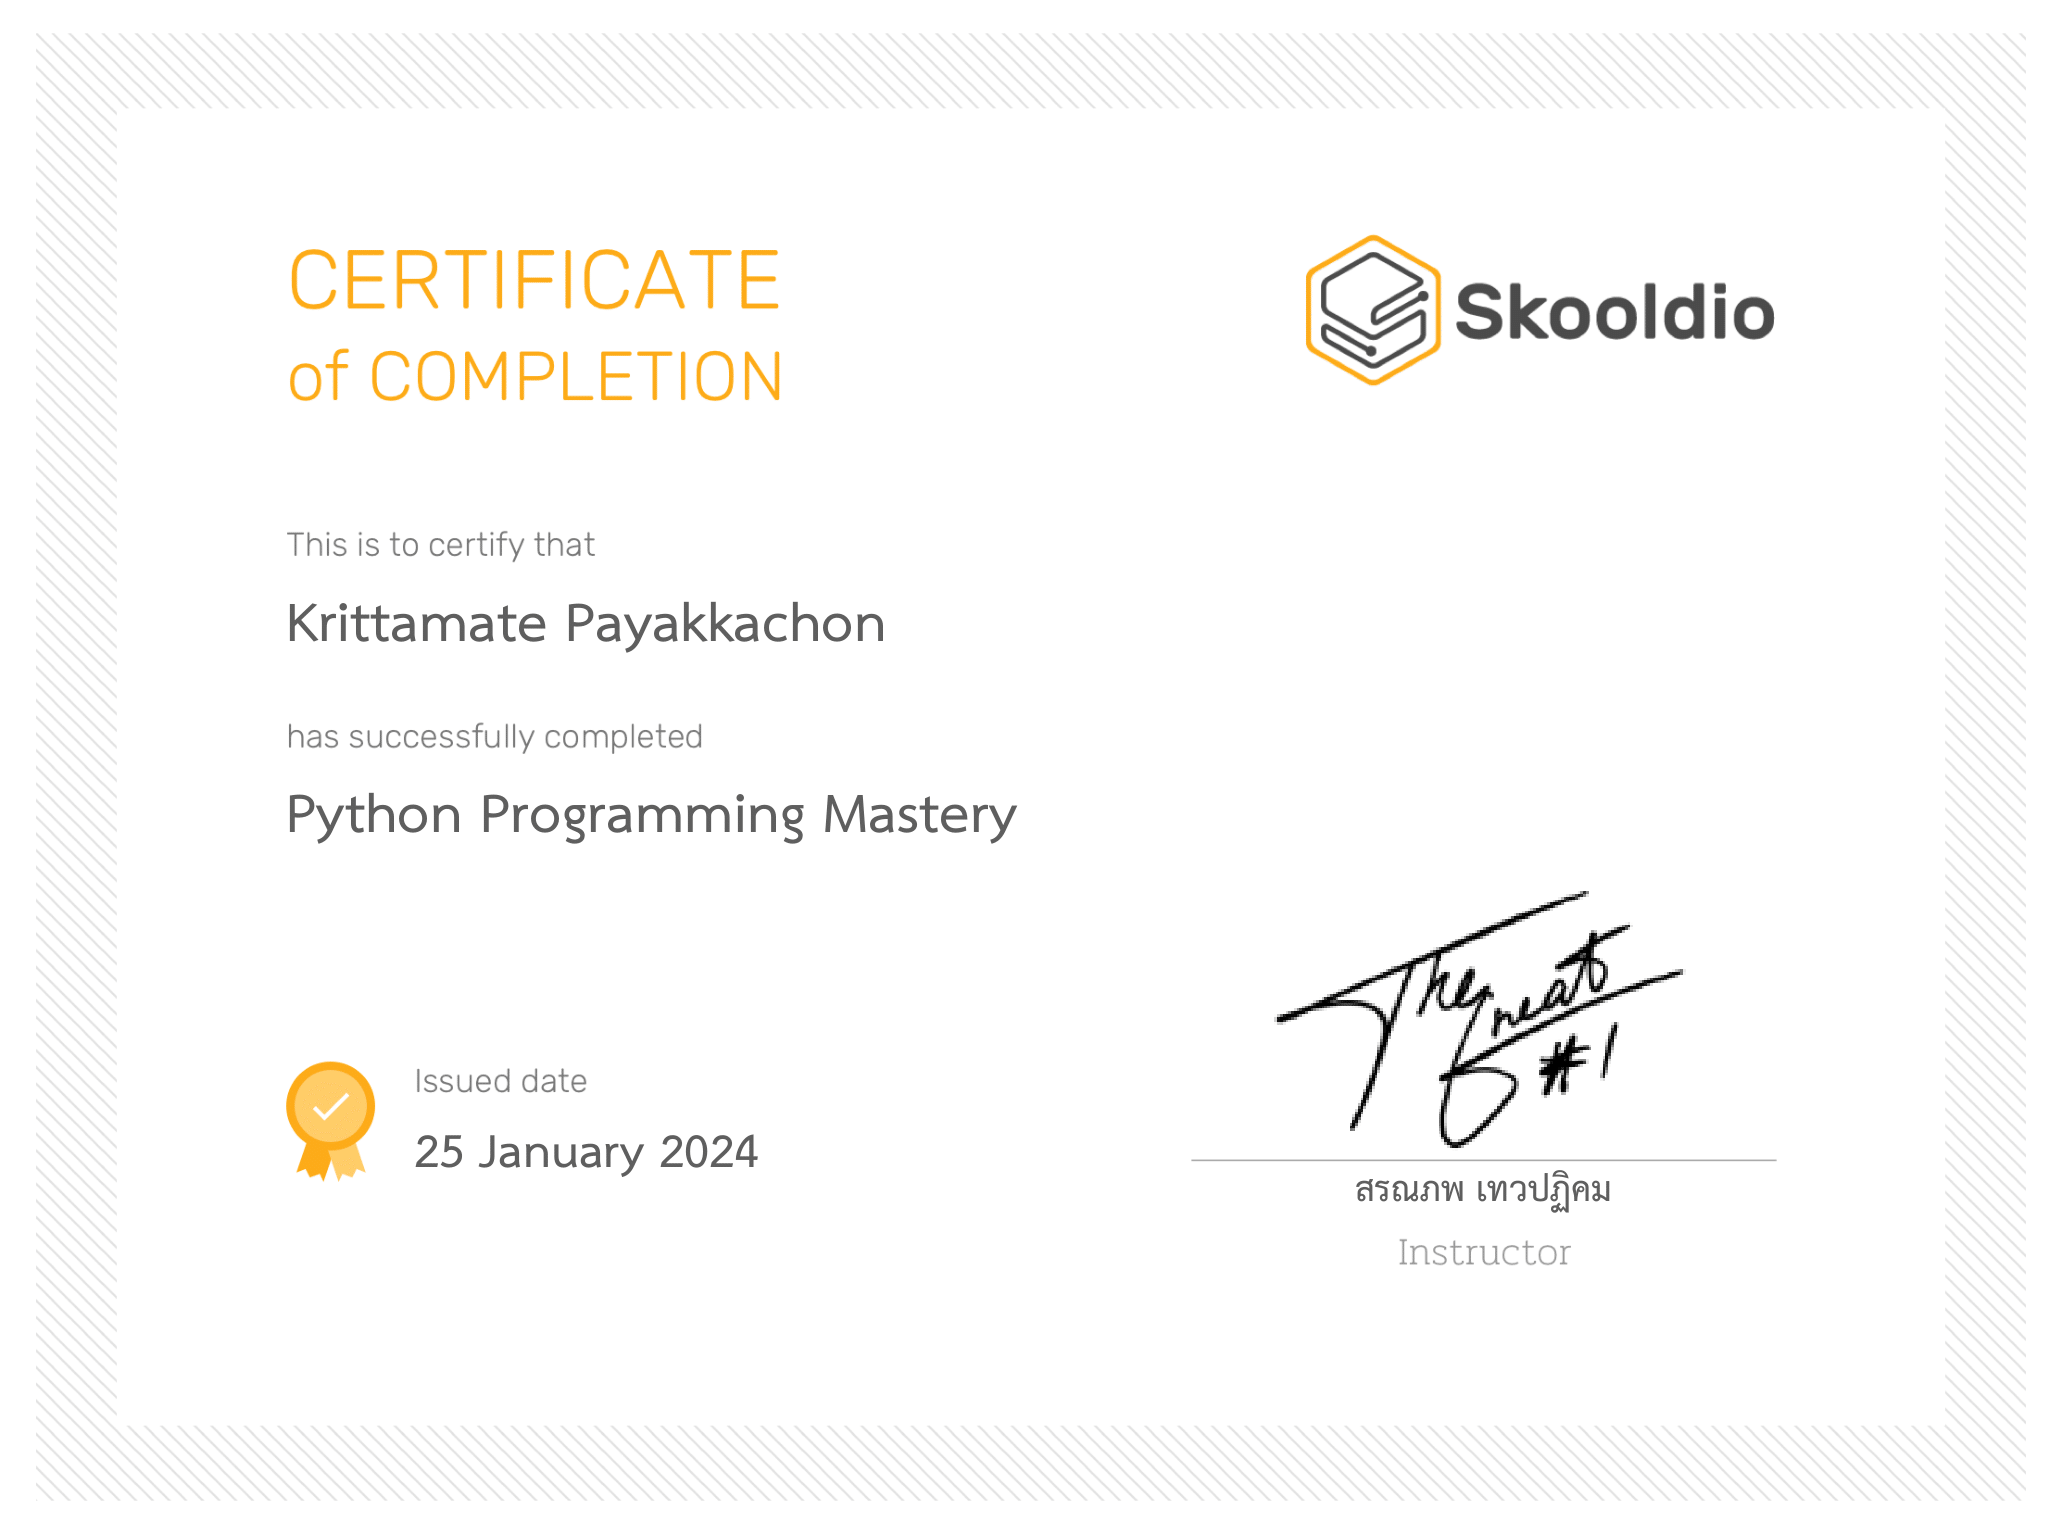 CERTIFICATE
of COMPLETION
Skooldio
This is to certify that
Krittamate Payakkachon
has successfully completed
Python Programming Mastery
Issued date
25 January 2024
The Great
#1
สรณภพ เทวปฏิคม
Instructor